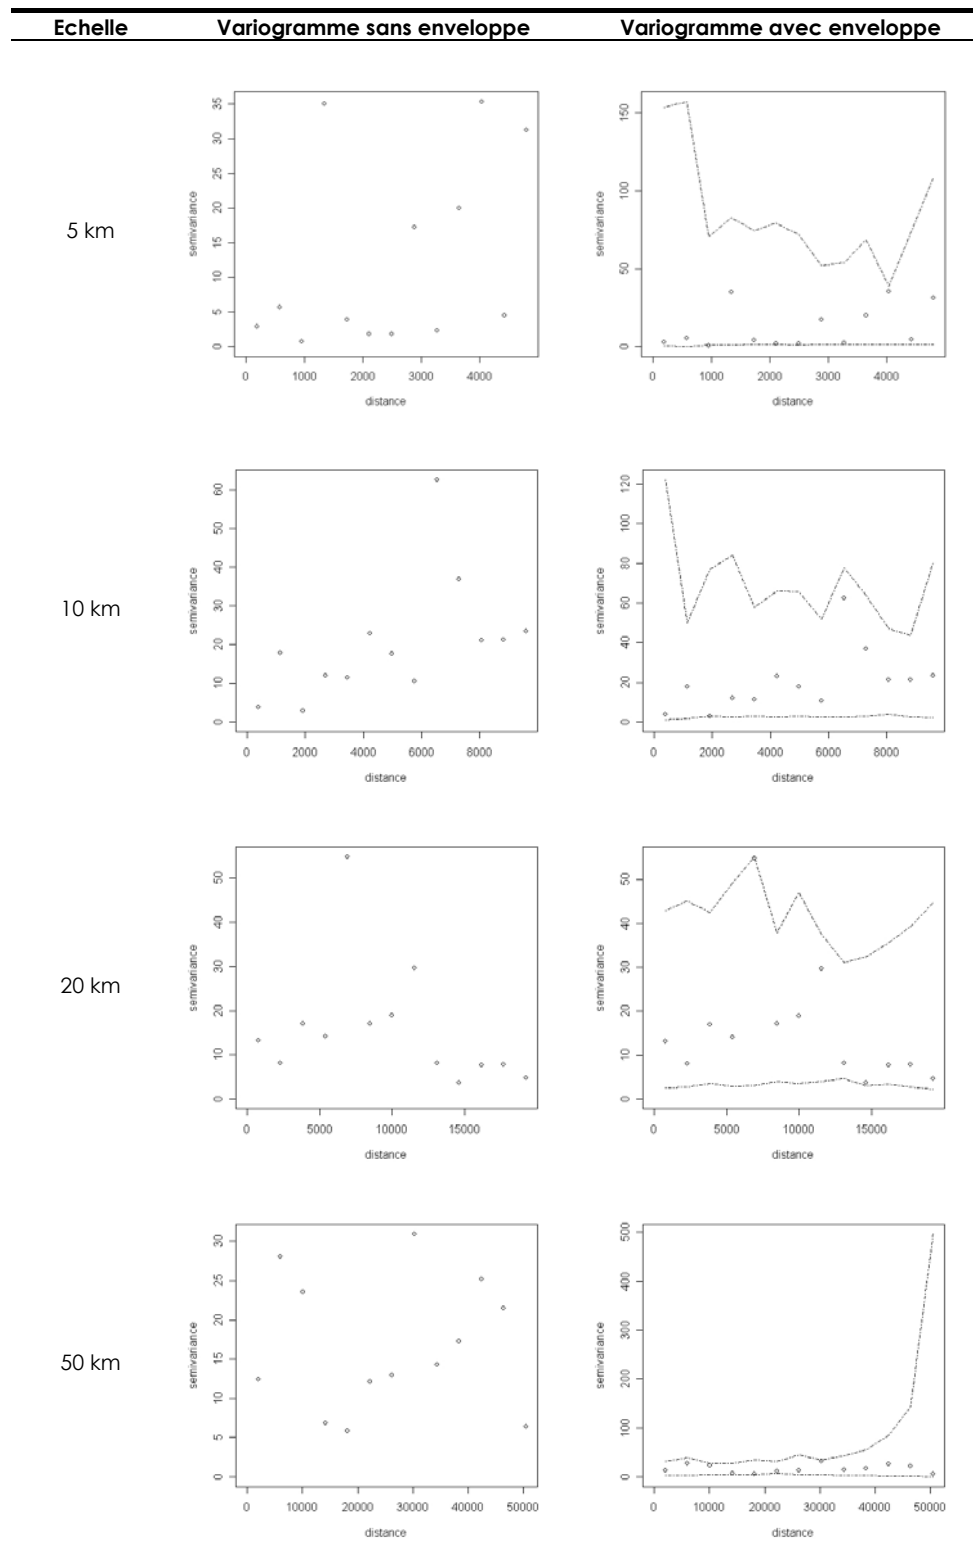 Echelle Variogramme sans enveloppe Variogramme avec enveloppe
5 km
semivariance
0 5 10 15 20 25 30 35
0 1000 2000 3000 4000
distance
semivariance
0 50 100 150
0 1000 2000 3000 4000
distance
10 km
semivariance
0 10 20 30 40 50 60
0 2000 4000 6000 8000
distance
semivariance
0 20 40 60 80 100 120
0 2000 4000 6000 8000
distance
20 km
semivariance
0 10 20 30 40 50
0 5000 10000 15000
distance
semivariance
0 10 20 30 40 50
0 5000 10000 15000
distance
50 km
semivariance
0 5 10 15 20 25 30
0 10000 20000 30000 40000 50000
distance
semivariance
0 100 200 300 400 500
0 10000 20000 30000 40000 50000
distance